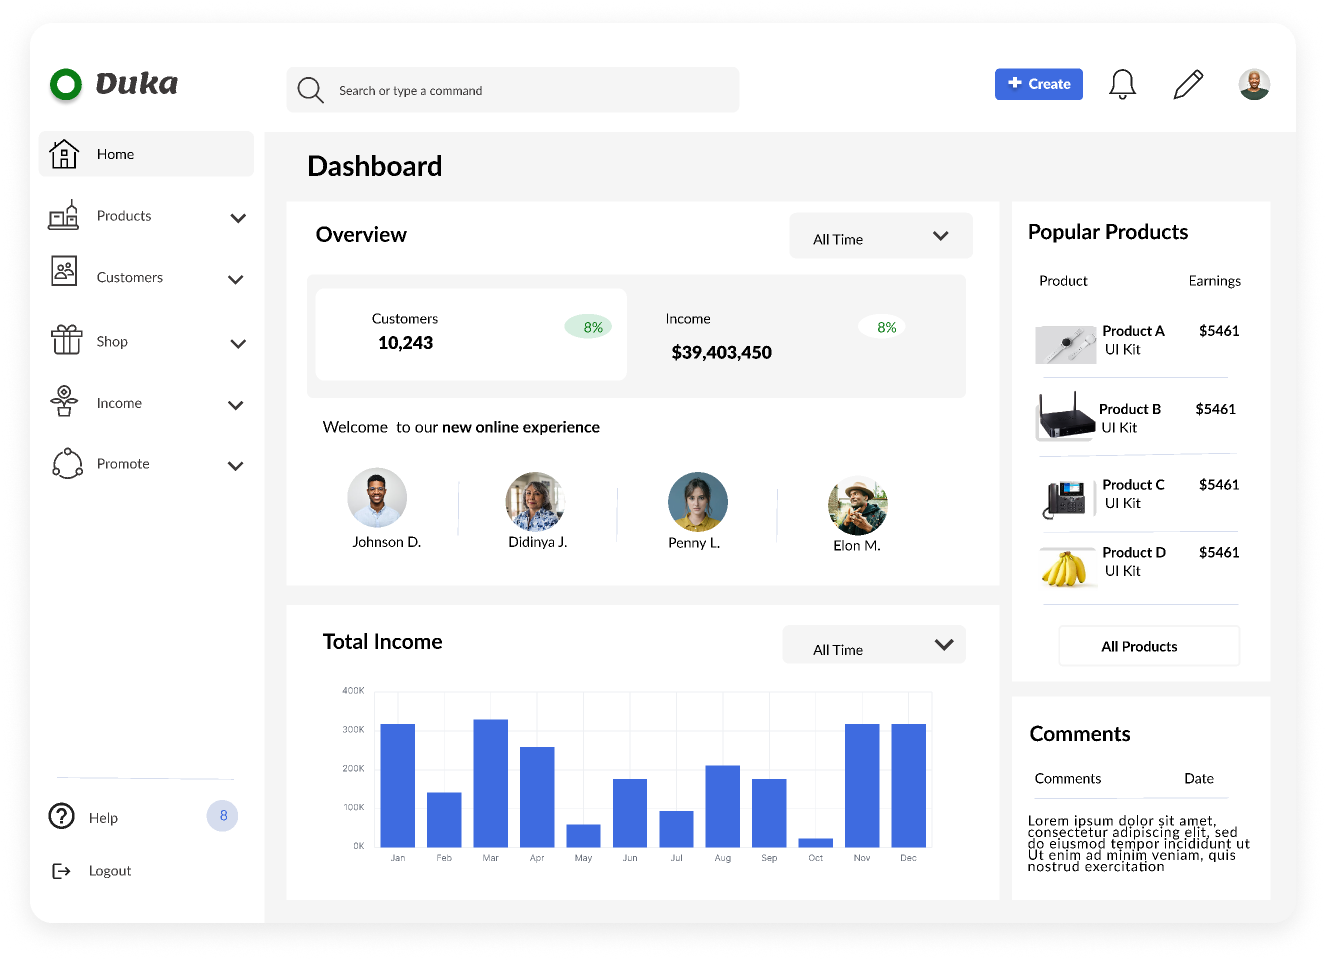 Duka
Search or type a command
+ Create
Home
Products
Customers
Shop
Income
Promote
Help
8
Logout
Dashboard
Overview
All Time
Customers
8%
10,243
Income
8%
$39,403,450
Welcome to our new online experience
Johnson D.
Didinya J.
Penny L.
Elon M.
Total Income
All Time
400K
300K
200K
100K
0K
Jan Feb Mar Apr May Jun Jul Aug Sep Oct Nov Dec
Popular Products
Product Earnings
Product A $5461
UI Kit
Product B $5461
UI Kit
Product C $5461
UI Kit
Product D $5461
UI Kit
All Products
Comments
Comments Date
Lorem ipsum dolor sit amet,
consectetur adipiscing elit, sed
do eiusmod tempor incididunt ut
Ut enim ad minim veniam, quis
nostrud exercitation